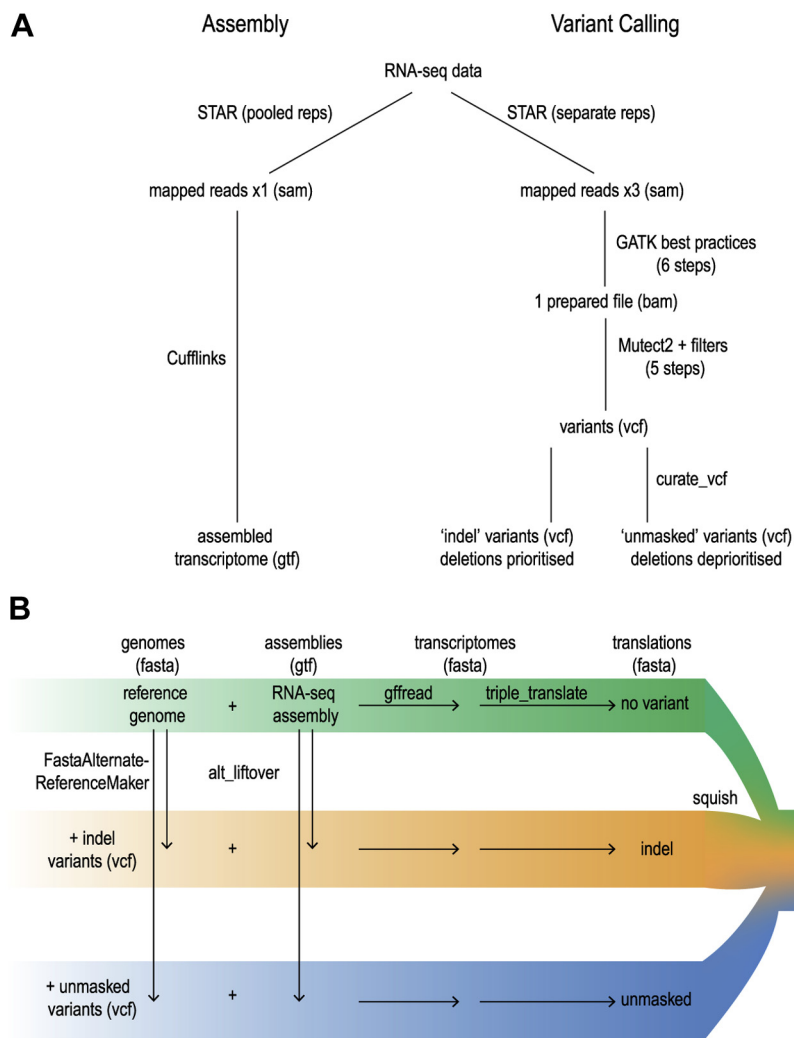 A
Assembly
Variant Calling
RNA-seq data
STAR (pooled reps)
STAR (separate reps)
mapped reads x1 (sam)
mapped reads x3 (sam)
GATK best practices
(6 steps)
1 prepared file (bam)
Cufflinks
Mutect2 + filters
(5 steps)
variants (vcf)
curate_vcf
assembled
transcriptome (gtf)
‘indel’ variants (vcf)
deletions prioritised
‘unmasked’ variants (vcf)
deletions deprioritised
B
genomes
(fasta)
assemblies
(gtf)
transcriptomes
(fasta)
translations
(fasta)
reference
genome
+
RNA-seq
assembly
gffread
triple_translate
no variant
FastaAlternate-
ReferenceMaker
alt_liftover
squish
+ indel
variants (vcf)
+
indel
+ unmasked
variants (vcf)
+
unmasked